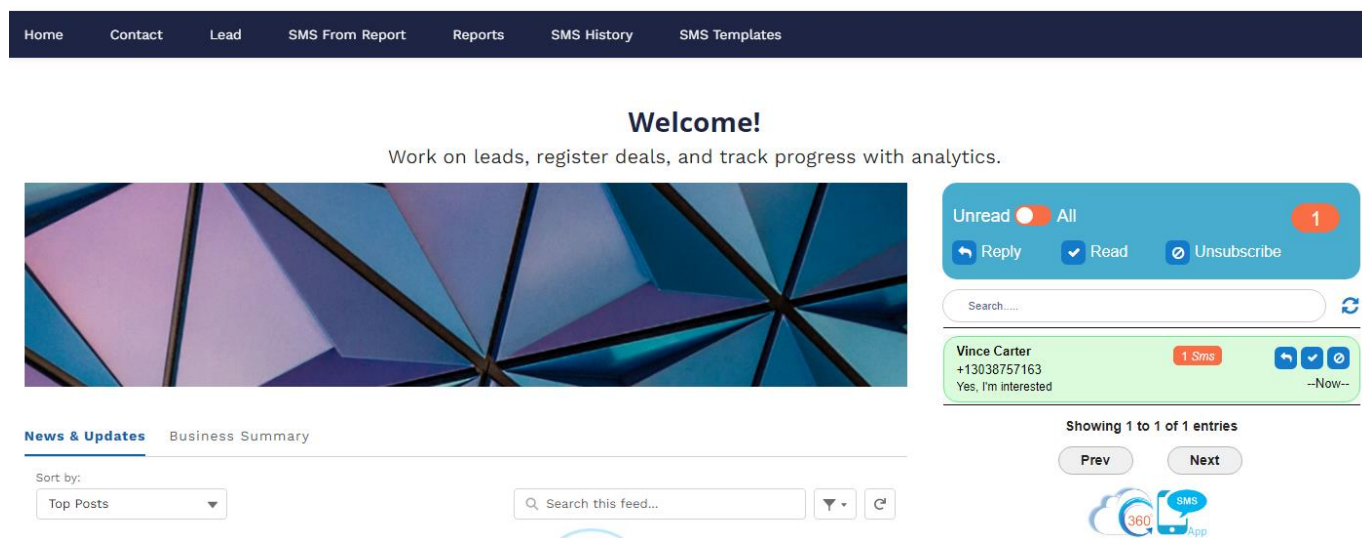 Home Contact Lead SMS From Report Reports SMS History SMS Templates
Welcome!
Work on leads, register deals, and track progress with analytics.
Unread All 1
Reply Read Unsubscribe
Search.....
Vince Carter 1 Sms
+13038757163
Yes, I'm interested --Now--
Showing 1 to 1 of 1 entries
Prev Next
360° SMS
App
News & Updates Business Summary
Sort by:
Top Posts Search this feed...